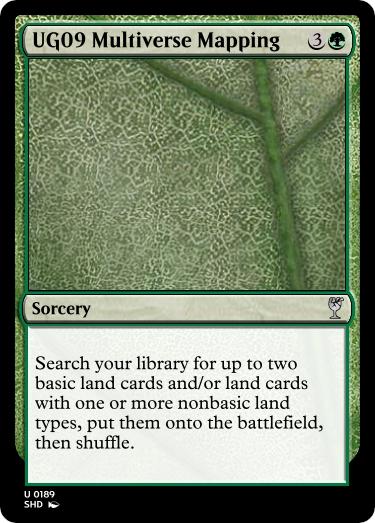 UG09 Multiverse Mapping 3
Sorcery
Search your library for up to two
basic land cards and/or land cards
with one or more nonbasic land
types, put them onto the battlefield,
then shuffle.
U 0189
SHD